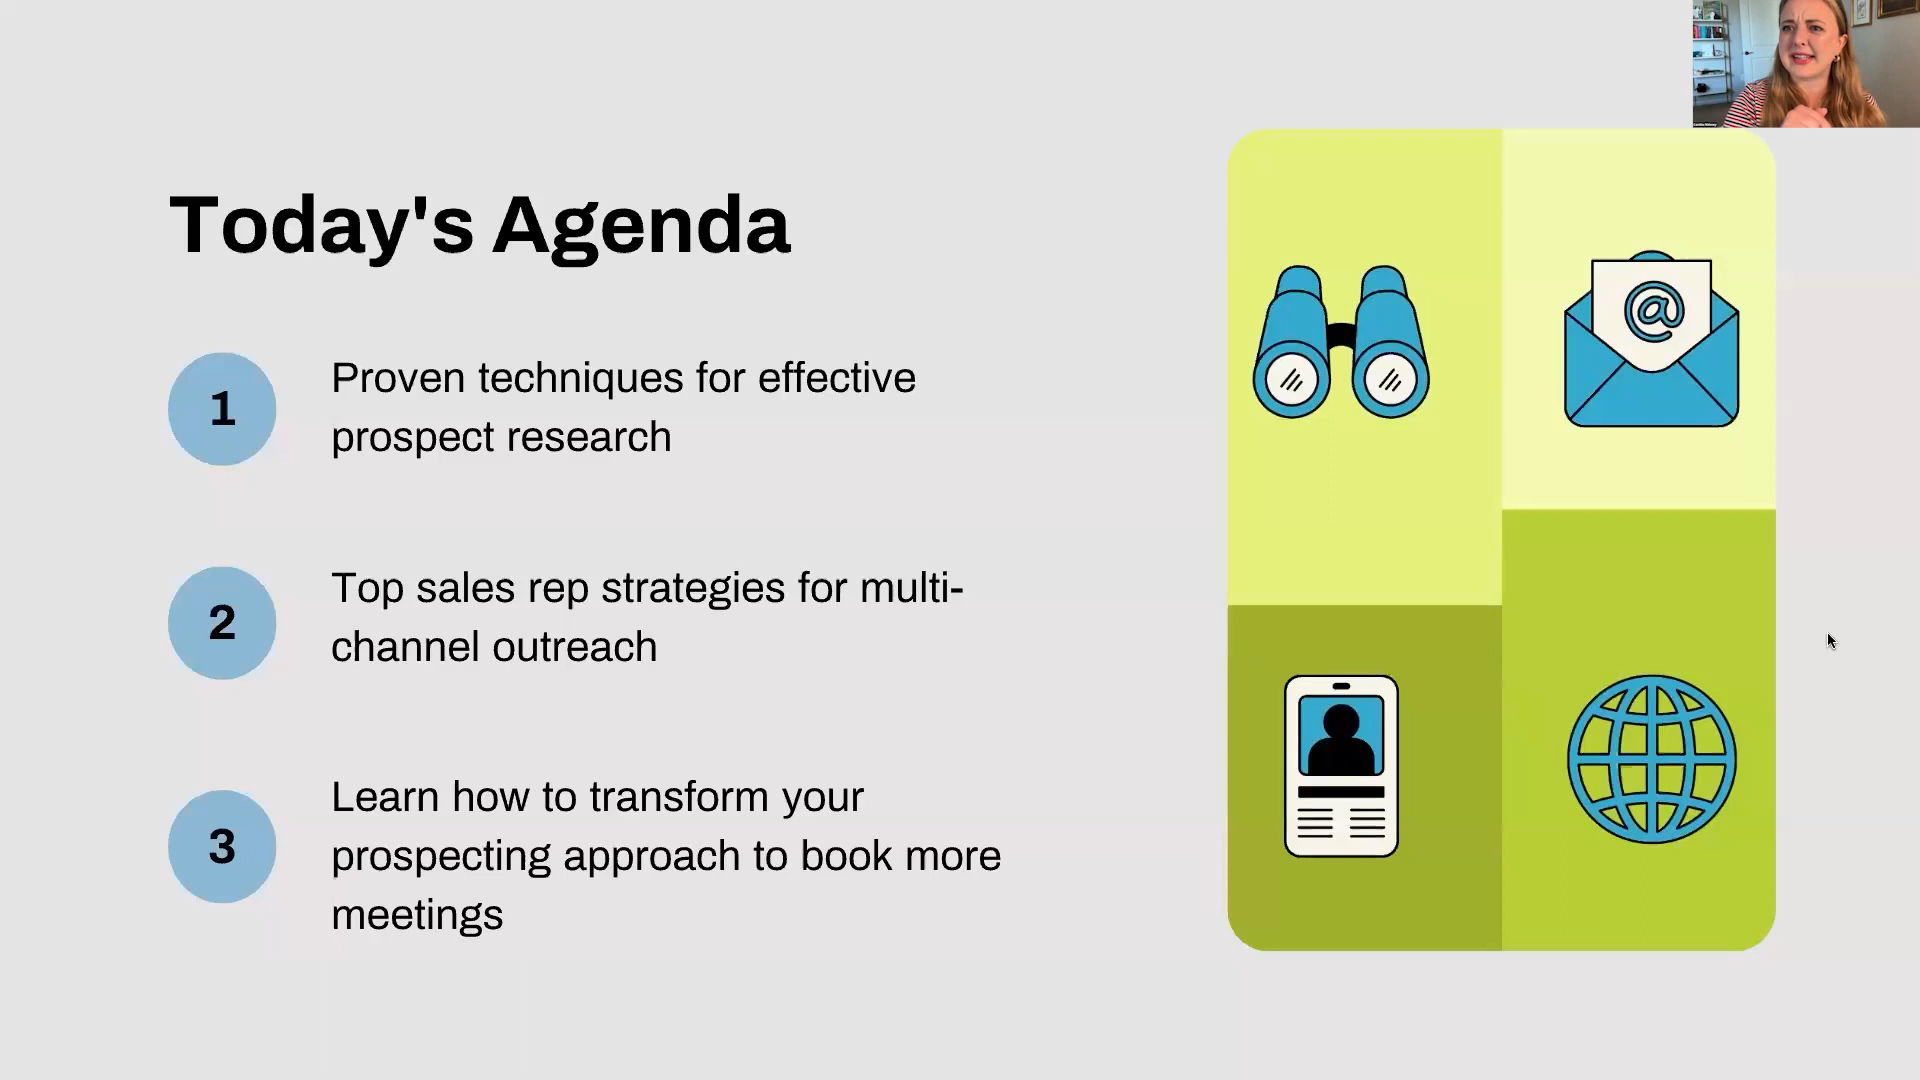 Today's Agenda
1
Proven techniques for effective
prospect research
2
Top sales rep strategies for multi-
channel outreach
3
Learn how to transform your
prospecting approach to book more
meetings
@